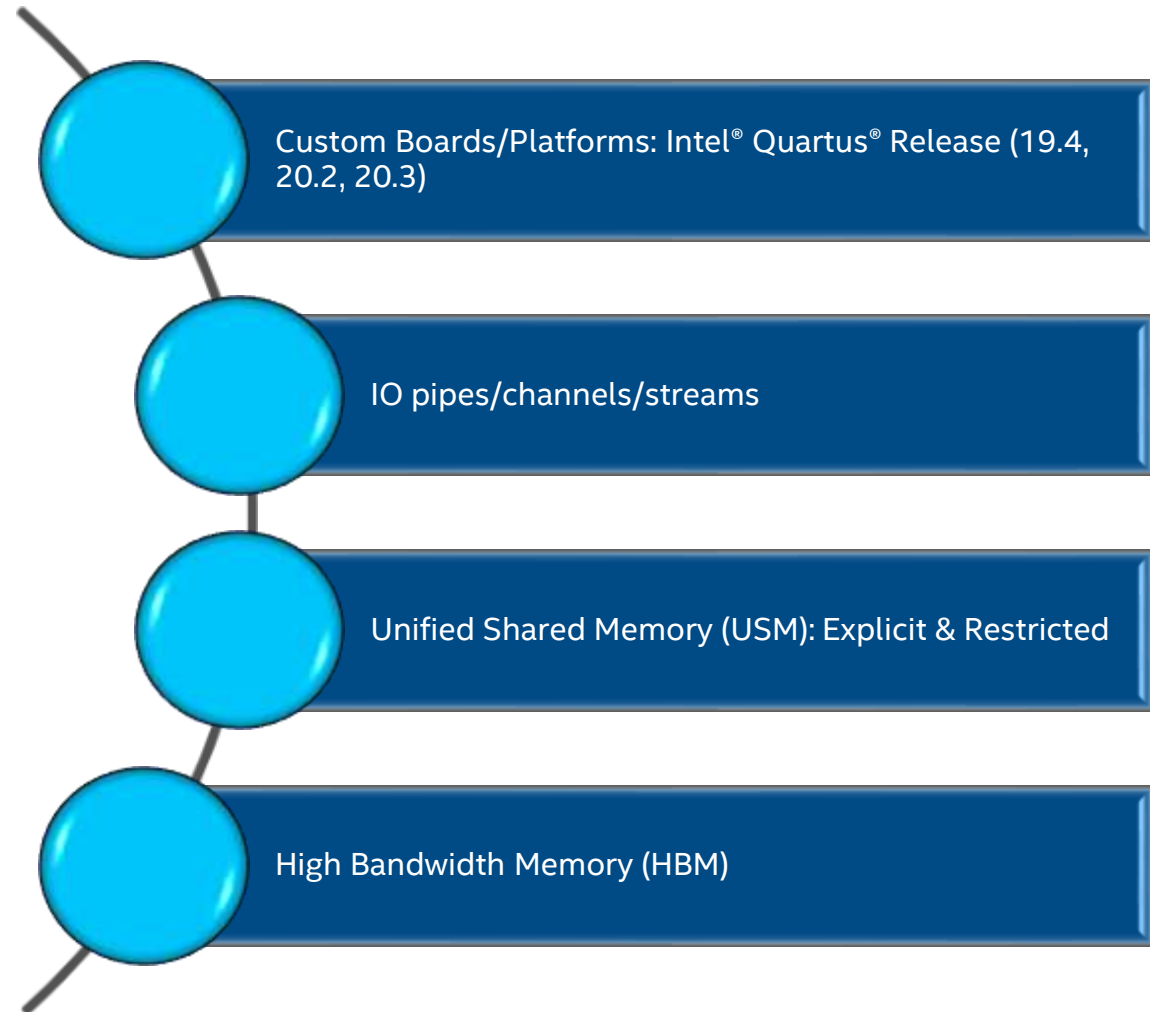 Custom Boards/Platforms: Intel® Quartus® Release (19.4,
20.2, 20.3)
IO pipes/channels/streams
Unified Shared Memory (USM): Explicit & Restricted
High Bandwidth Memory (HBM)